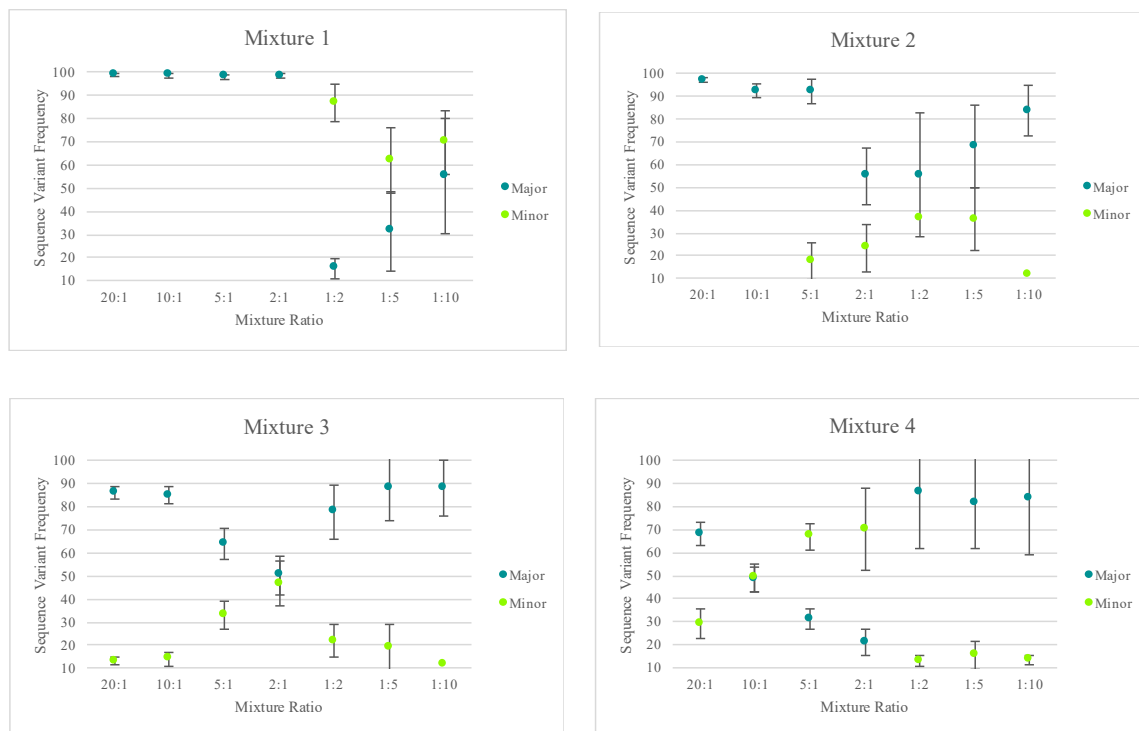 Mixture 1
Sequence Variant Frequency
100
90
80
70
60
50
40
30
20
10
20:1 10:1 5:1 2:1 1:2 1:5 1:10
Mixture Ratio
Major
Minor
Mixture 2
Sequence Variant Frequency
100
90
80
70
60
50
40
30
20
10
20:1 10:1 5:1 2:1 1:2 1:5 1:10
Mixture Ratio
Major
Minor
Mixture 3
Sequence Variant Frequency
100
90
80
70
60
50
40
30
20
10
20:1 10:1 5:1 2:1 1:2 1:5 1:10
Mixture Ratio
Major
Minor
Mixture 4
Sequence Variant Frequency
100
90
80
70
60
50
40
30
20
10
20:1 10:1 5:1 2:1 1:2 1:5 1:10
Mixture Ratio
Major
Minor